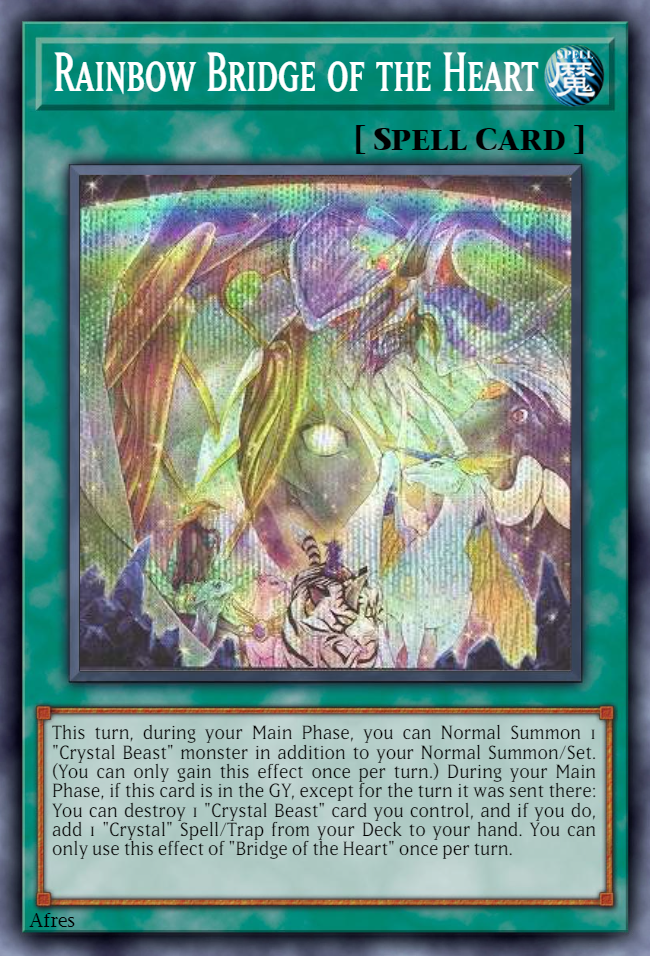 Rainbow Bridge of the Heart
SPELL
魔
[ Spell Card ]
This turn, during your Main Phase, you can Normal Summon 1
"Crystal Beast" monster in addition to your Normal Summon/Set.
(You can only gain this effect once per turn.) During your Main
Phase, if this card is in the GY, except for the turn it was sent there:
You can destroy 1 "Crystal Beast" card you control, and if you do,
add 1 "Crystal" Spell/Trap from your Deck to your hand. You can
only use this effect of "Bridge of the Heart" once per turn.
Afres